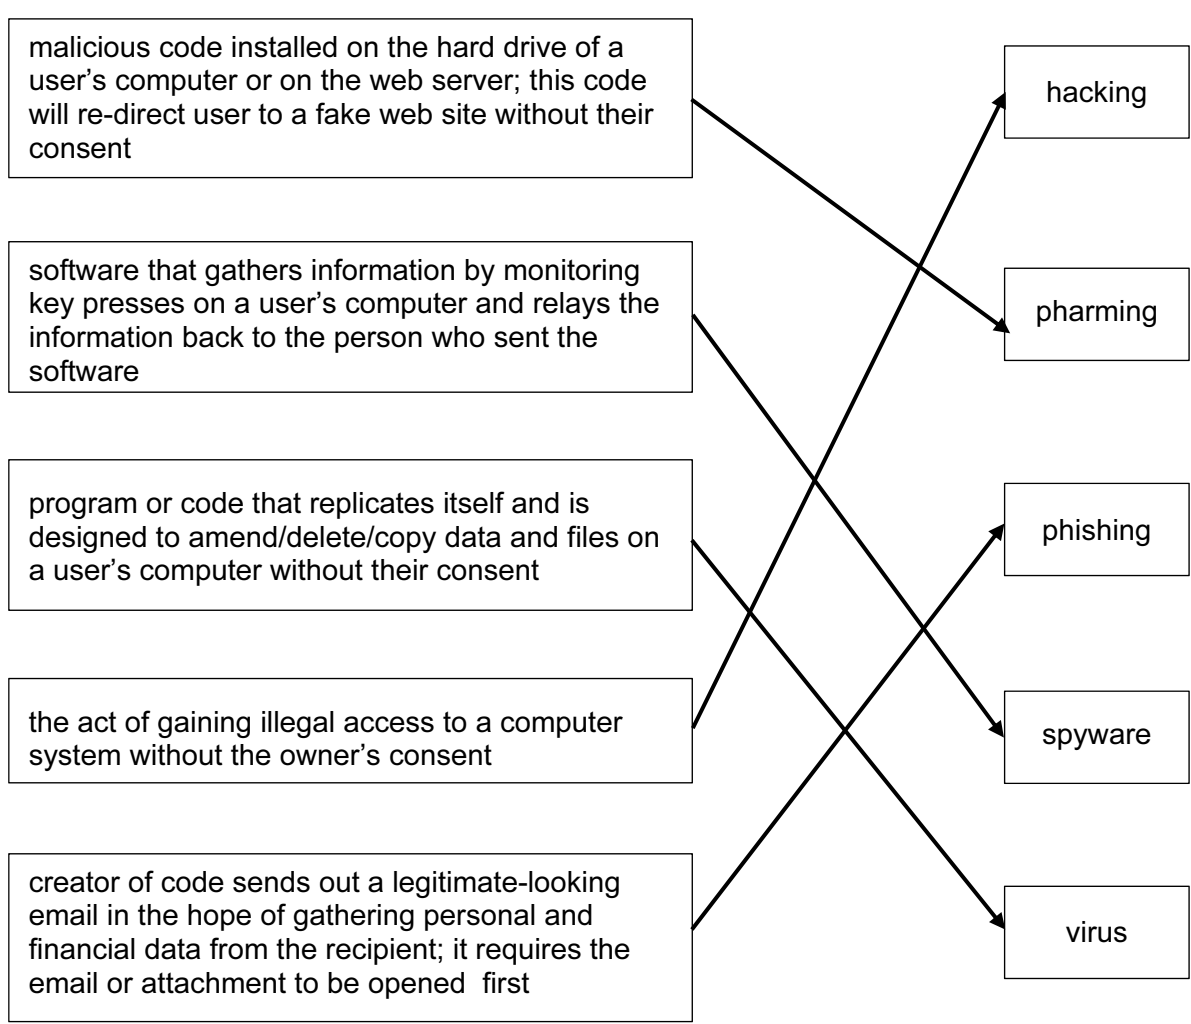 malicious code installed on the hard drive of a
user's computer or on the web server; this code
will re-direct user to a fake web site without their
consent
hacking
software that gathers information by monitoring
key presses on a user's computer and relays the
information back to the person who sent the
software
pharming
program or code that replicates itself and is
designed to amend/delete/copy data and files on
a user's computer without their consent
phishing
the act of gaining illegal access to a computer
system without the owner's consent
spyware
creator of code sends out a legitimate-looking
email in the hope of gathering personal and
financial data from the recipient; it requires the
email or attachment to be opened  first
virus